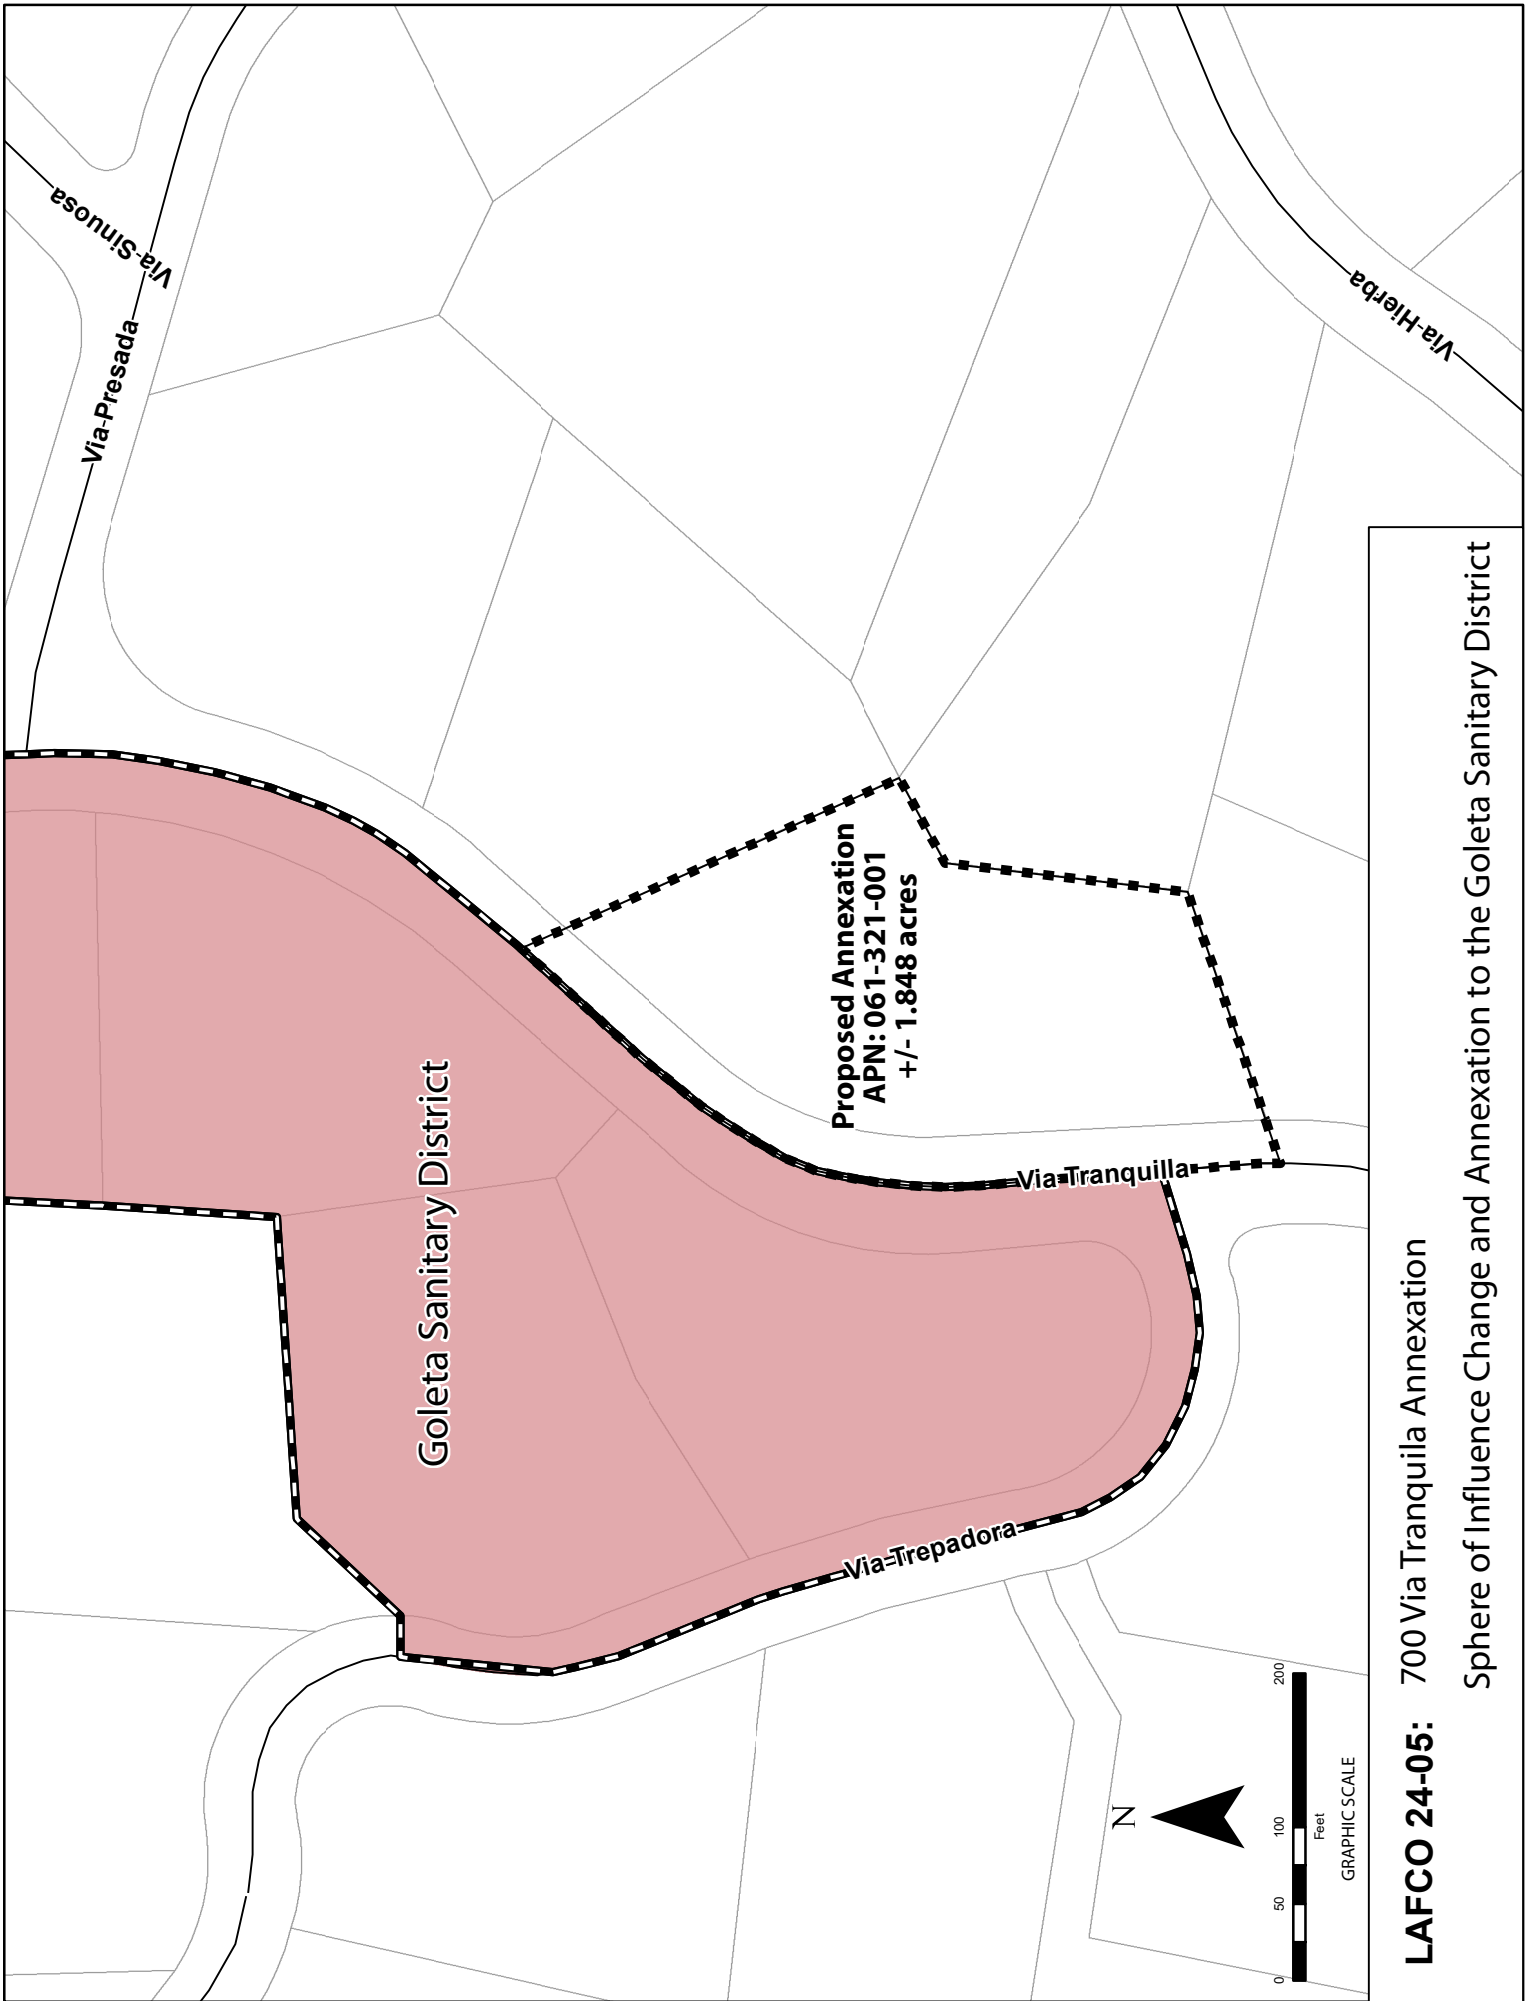 Via Sinuosa
Via Presada
Goleta Sanitary District
Proposed Annexation
APN: 061-321-001
+/- 1.848 acres
Via Tranquilla
Via Trepadora
Via Hierba
N
0 50 100 200
Feet
GRAPHIC SCALE
LAFCO 24-05: 700 Via Tranquila Annexation
Sphere of Influence Change and Annexation to the Goleta Sanitary District